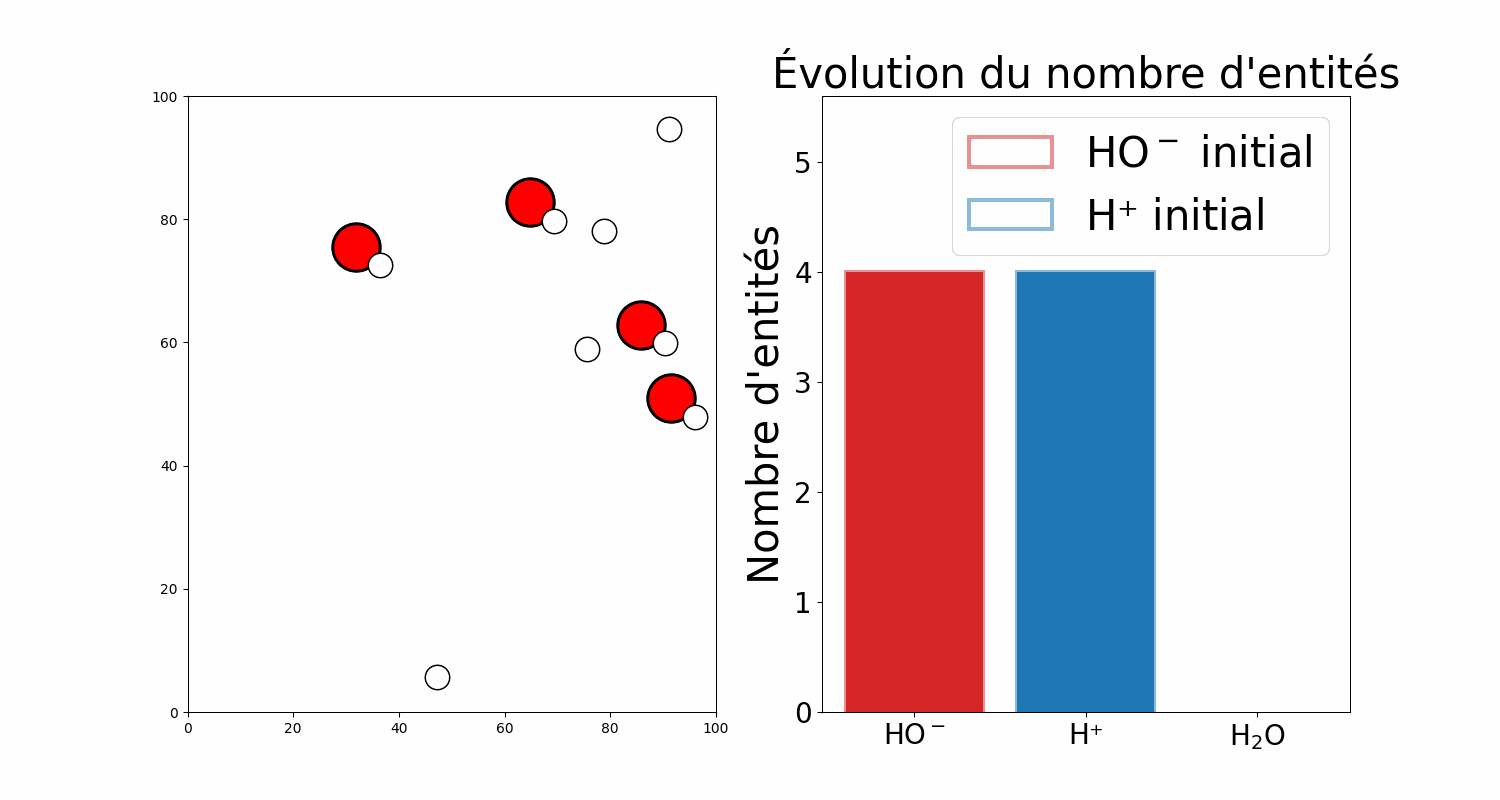 Évolution du nombre d'entités
100
80
60
40
20
0
0 20 40 60 80 100
Nombre d'entités
HO⁻ initial
H⁺ initial
5
4
3
2
1
0
HO⁻ H⁺ H₂O